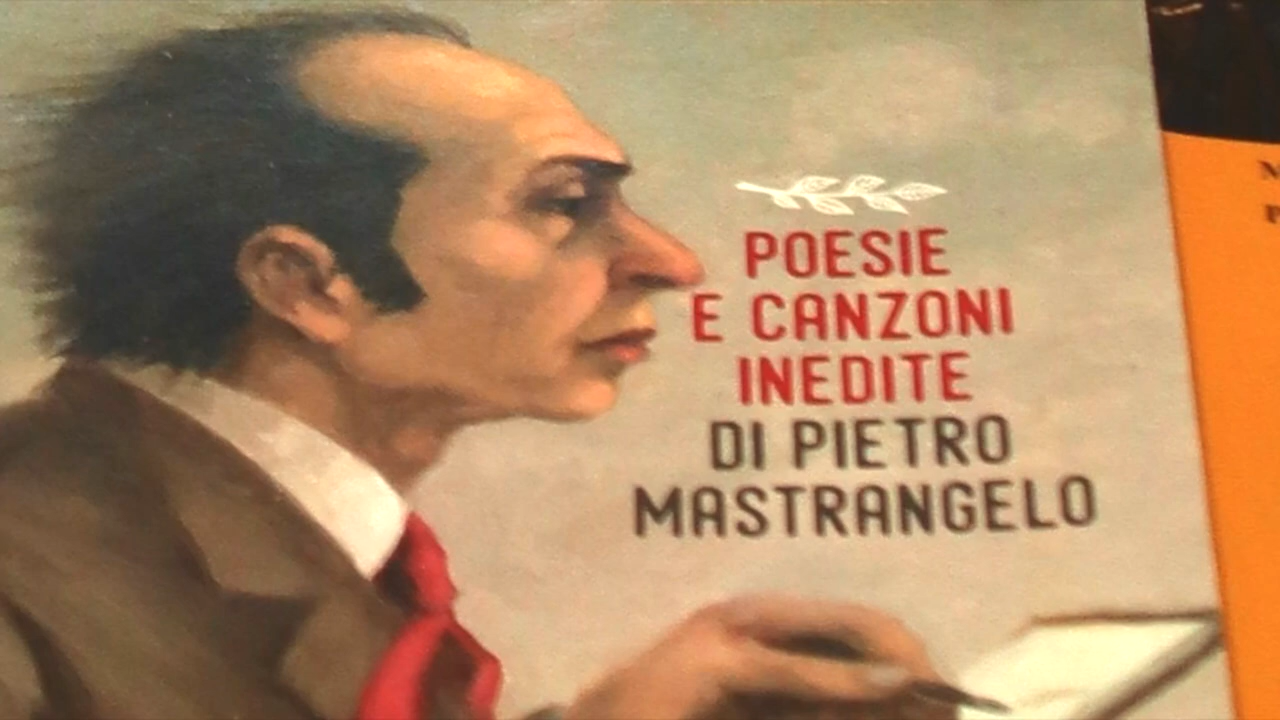 POESIE
E CANZONI
INEDITE
DI PIETRO
MASTRANGELO